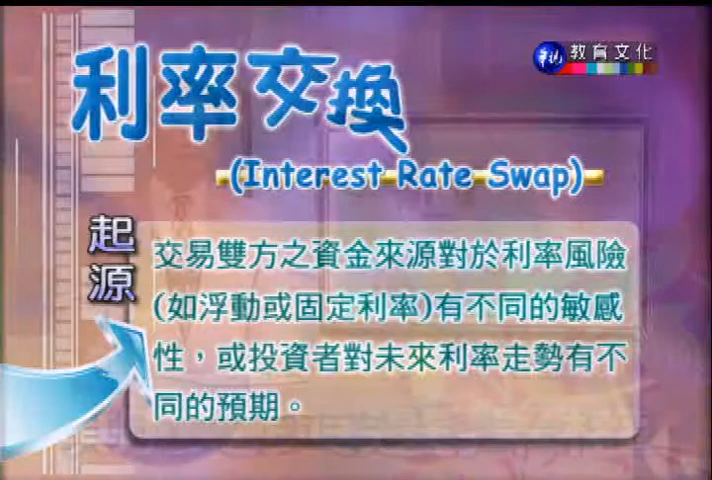 華視
教育文化
利率交換
(Interest Rate Swap)
起源
交易雙方之資金來源對於利率風險
(如浮動或固定利率)有不同的敏感
性，或投資者對未來利率走勢有不
同的預期。